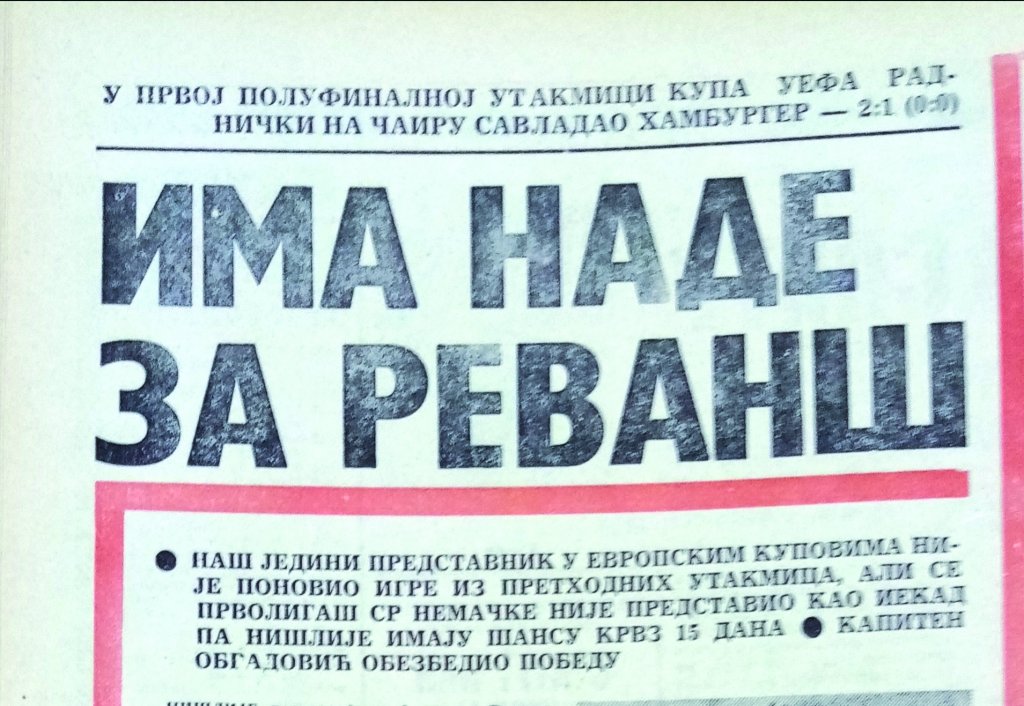 У ПРВОЈ ПОЛУФИНАЛНОЈ УТАКМИЦИ КУПА УЕФА РАД-
НИЧКИ НА ЧАИРУ САВЛАДАО ХАМБУРГЕР — 2:1 (0:0)
ИМА НАДЕ
ЗА РЕВАНШ
● НАШ ЈЕДИНИ ПРЕДСТАВНИК У ЕВРОПСКИМ КУПОВИМА НИ-
ЈЕ ПОНОВИО ИГРЕ ИЗ ПРЕТХОДНИХ УТАКМИЦА, АЛИ СЕ
ПРВОЛИГАШ СР НЕМАЧКЕ НИЈЕ ПРЕДСТАВИО КАО НЕКАД
ПА НИШЛИЈЕ ИМАЈУ ШАНСУ КРВЗ 15 ДАНА ● КАПИТЕН
ОБГАДОВИЋ ОБЕЗБЕДИО ПОБЕДУ